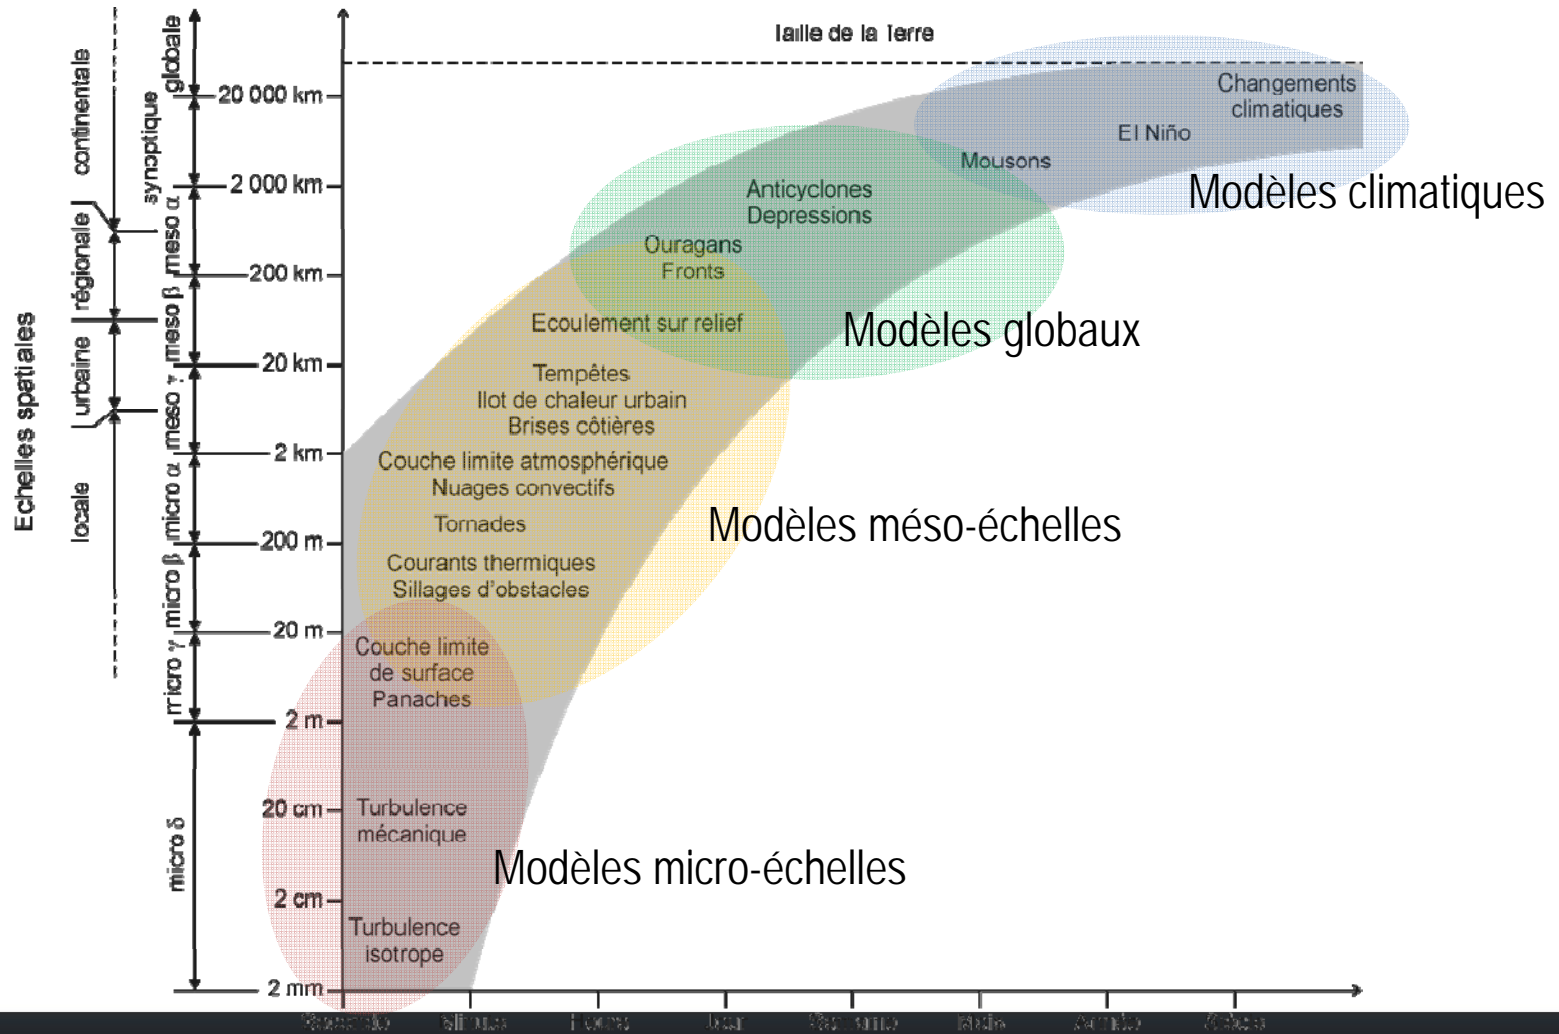 Taille de la Terre
Echelles spatiales
continentale
régionale
urbaine
locale
globale
synoptique
meso α
meso β
meso γ
micro α
micro β
micro γ
micro δ
20 000 km
2 000 km
200 km
20 km
2 km
200 m
20 m
2 m
20 cm
2 cm
2 mm
Changements
climatiques
El Niño
Mousons
Modèles climatiques
Anticyclones
Depressions
Ouragans
Fronts
Modèles globaux
Ecoulement sur relief
Tempêtes
Ilot de chaleur urbain
Brises côtières
Couche limite atmosphérique
Nuages convectifs
Tornades
Modèles méso-échelles
Courants thermiques
Sillages d'obstacles
Couche limite
de surface
Panaches
Turbulence
mécanique
Modèles micro-échelles
Turbulence
isotrope